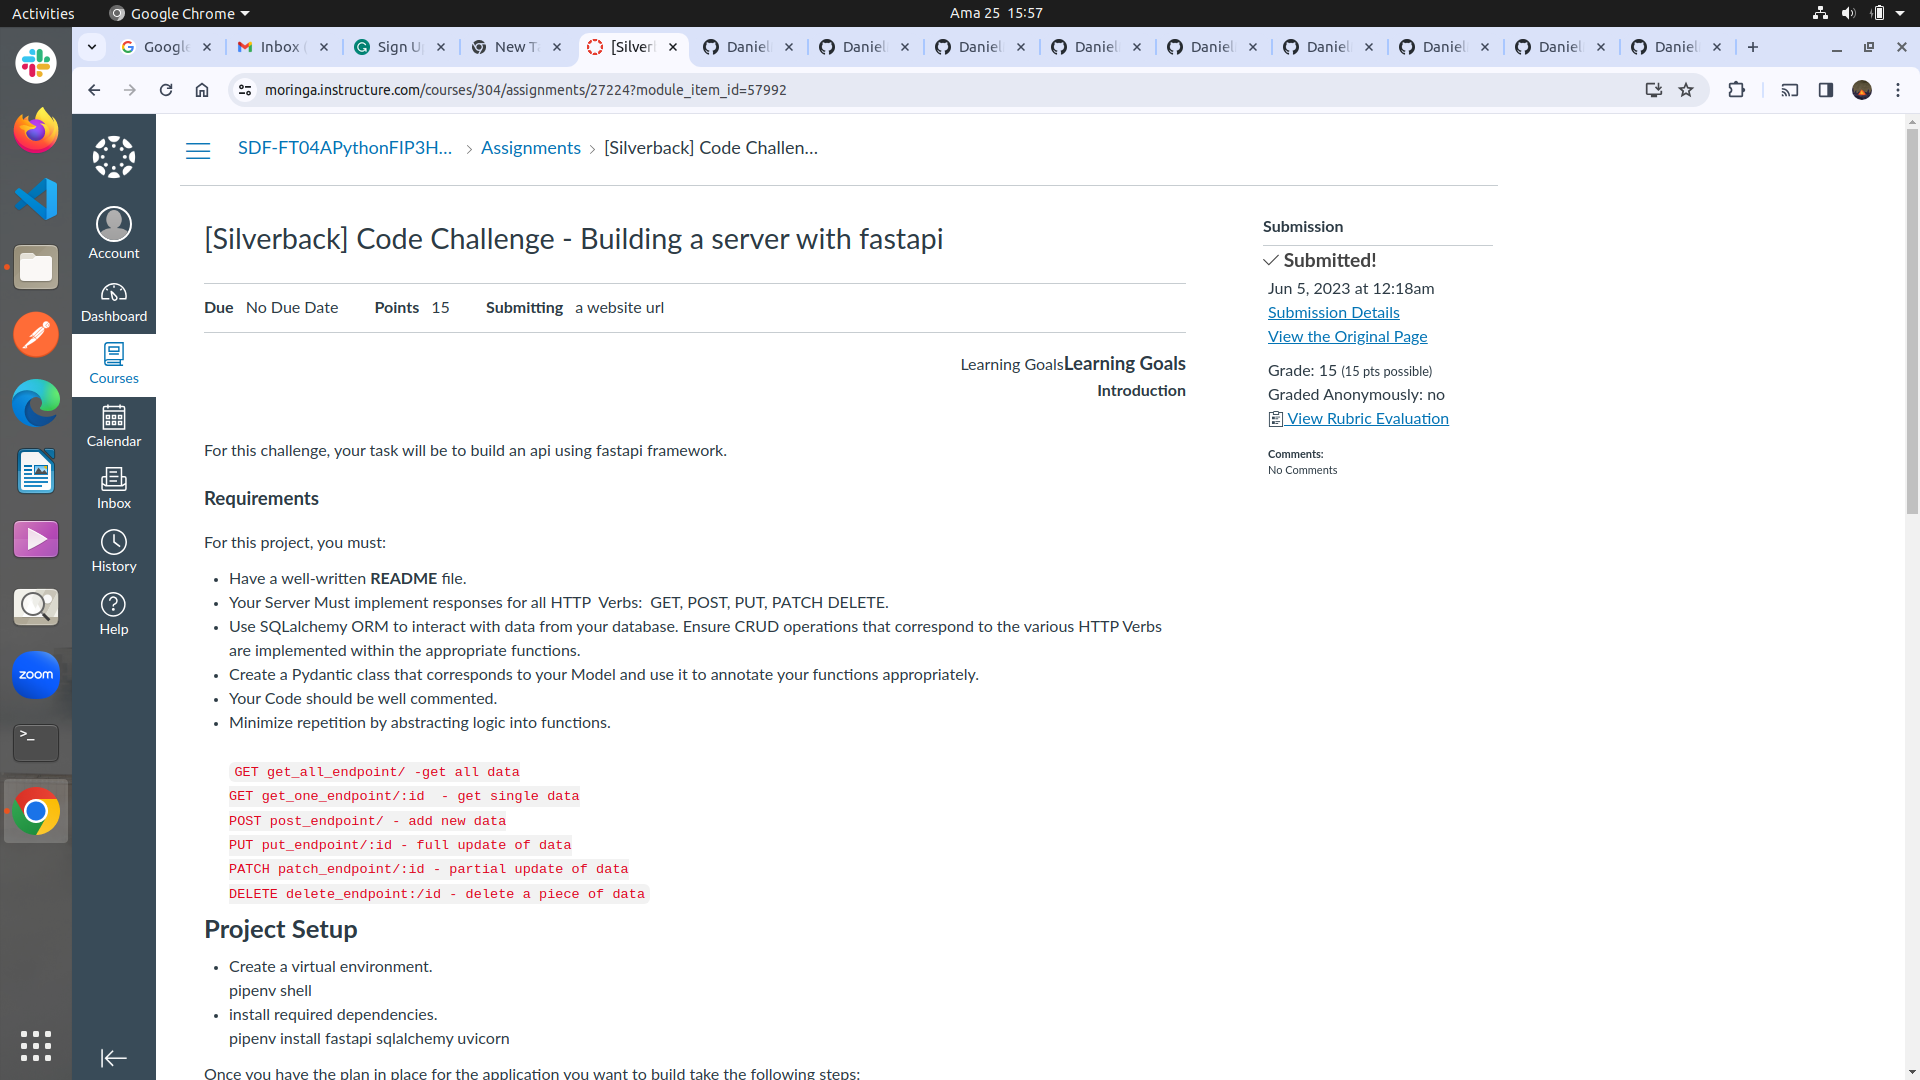 Activities
Google Chrome
Ama 25 15:57
Google
Inbox (
Sign U
New T
[Silver
Daniel
Daniel
Daniel
Daniel
Daniel
Daniel
Daniel
Daniel
Daniel
moringa.instructure.com/courses/304/assignments/27224?module_item_id=57992
SDF-FT04APythonFIP3H...
Assignments
[Silverback] Code Challen...
Account
Dashboard
Courses
Calendar
Inbox
History
Help
zoom
>_
[Silverback] Code Challenge - Building a server with fastapi
Due No Due Date Points 15 Submitting a website url
Learning GoalsLearning Goals
Introduction
For this challenge, your task will be to build an api using fastapi framework.
Requirements
For this project, you must:
Have a well-written README file.
Your Server Must implement responses for all HTTP Verbs: GET, POST, PUT, PATCH DELETE.
Use SQLalchemy ORM to interact with data from your database. Ensure CRUD operations that correspond to the various HTTP Verbs
are implemented within the appropriate functions.
Create a Pydantic class that corresponds to your Model and use it to annotate your functions appropriately.
Your Code should be well commented.
Minimize repetition by abstracting logic into functions.
GET get_all_endpoint/ -get all data
GET get_one_endpoint/:id - get single data
POST post_endpoint/ - add new data
PUT put_endpoint/:id - full update of data
PATCH patch_endpoint/:id - partial update of data
DELETE delete_endpoint:/id - delete a piece of data
Project Setup
Create a virtual environment.
pipenv shell
install required dependencies.
pipenv install fastapi sqlalchemy uvicorn
Once you have the plan in place for the application you want to build take the following steps:
Submission
Submitted!
Jun 5, 2023 at 12:18am
Submission Details
View the Original Page
Grade: 15 (15 pts possible)
Graded Anonymously: no
View Rubric Evaluation
Comments:
No Comments